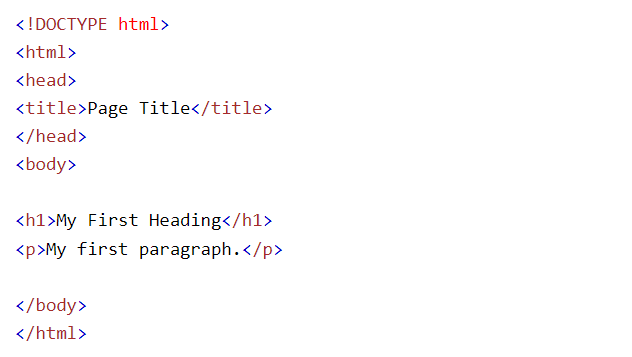 <!DOCTYPE html>
<html>
<head>
<title>Page Title</title>
</head>
<body>
<h1>My First Heading</h1>
<p>My first paragraph.</p>
</body>
</html>